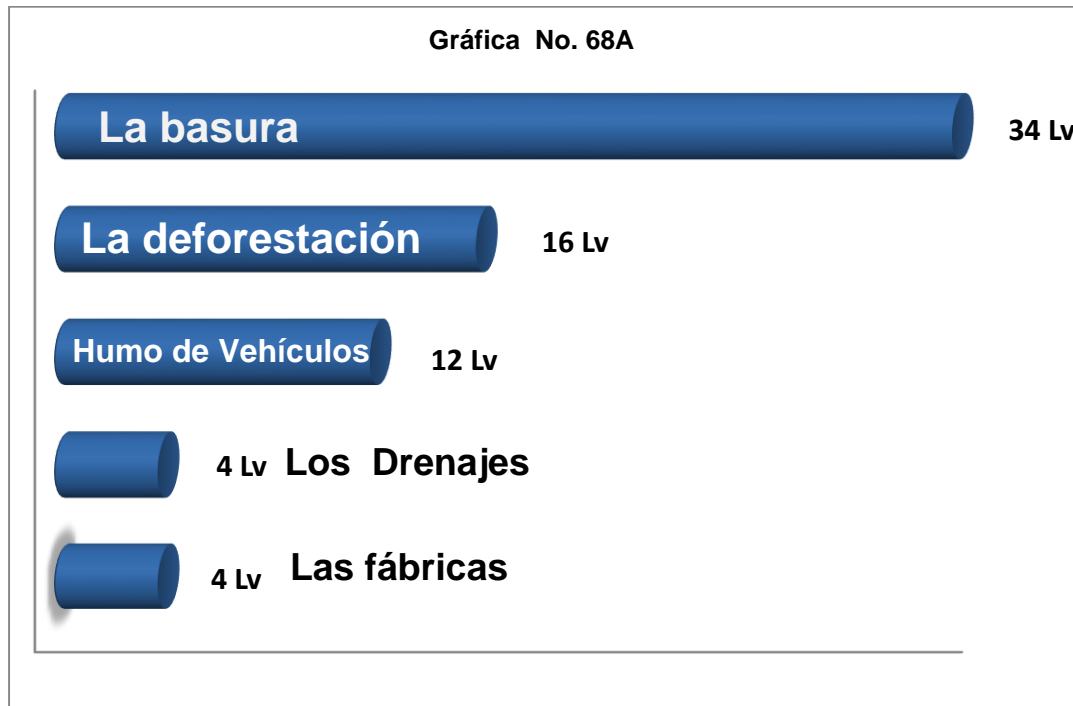 Gráfica No. 68A
La basura 34 Lv
La deforestación 16 Lv
Humo de Vehículos 12 Lv
4 Lv Los Drenajes
4 Lv Las fábricas